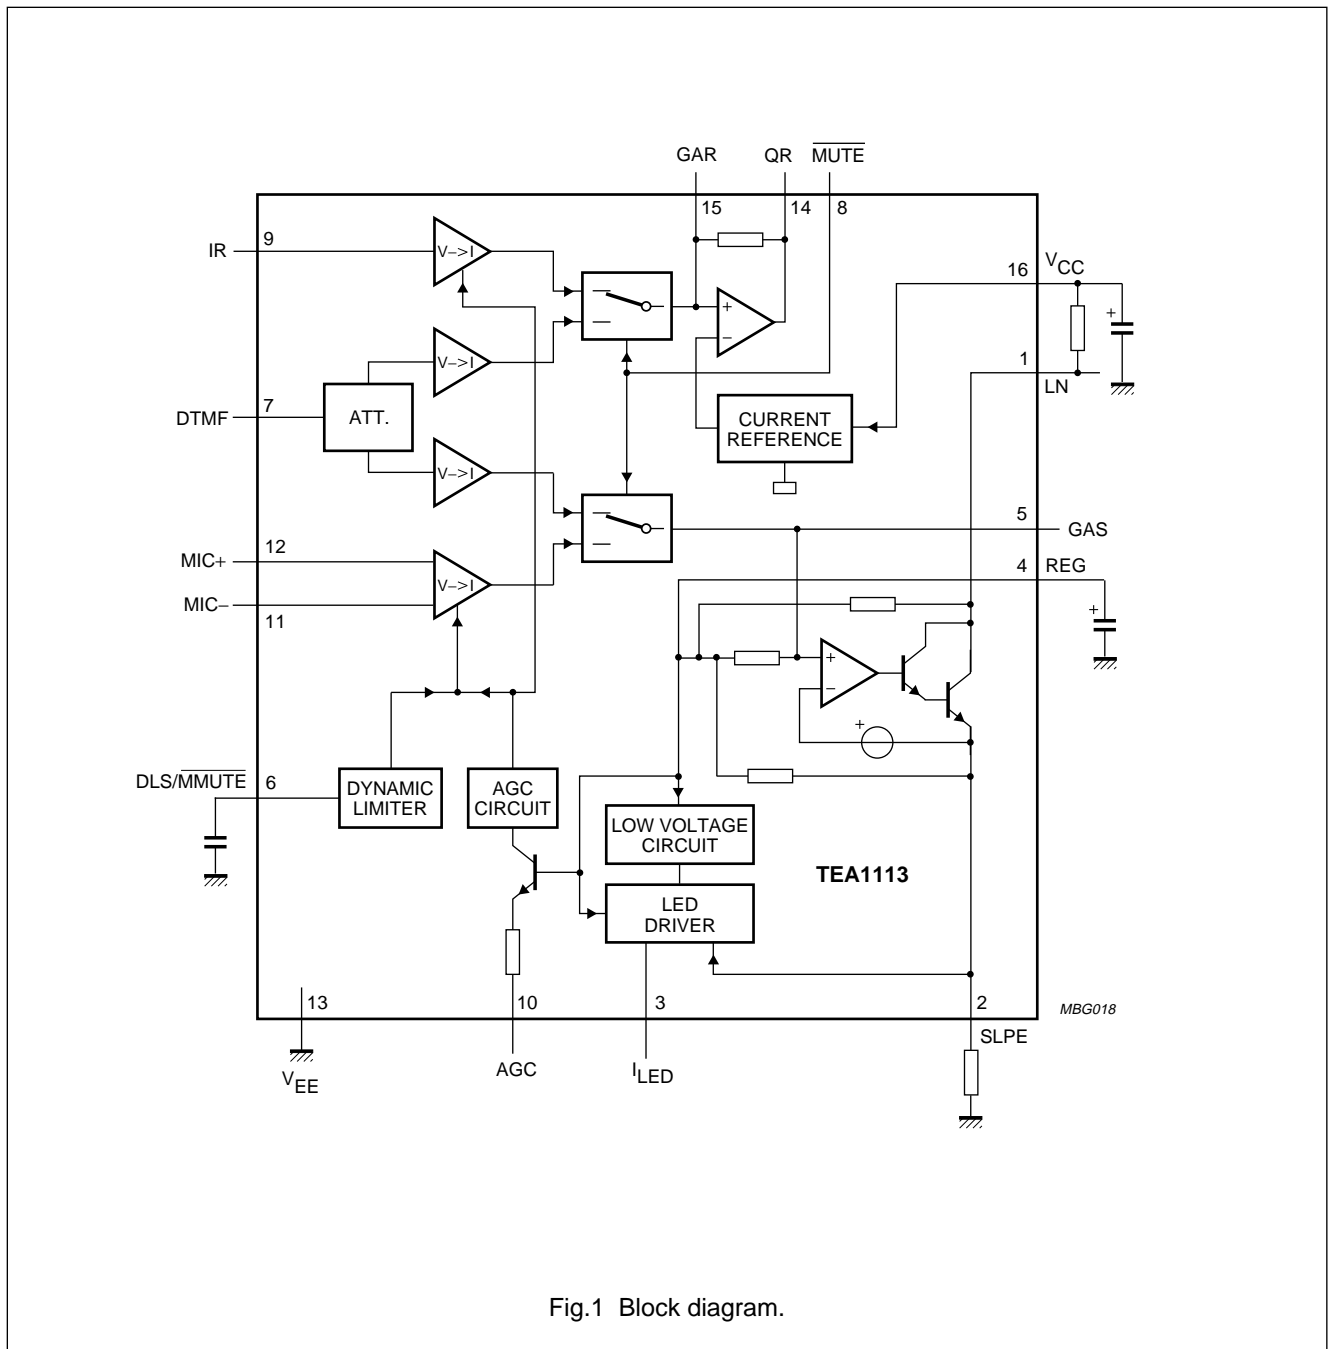 GAR QR MUTE
15 14 8
IR 9 V->I
16 VCC
+
+
−
V->I
1
LN
DTMF 7 ATT.
CURRENT
REFERENCE
V->I
5 GAS
12
MIC+
4 REG
V->I
MIC−
11
+
+
−
+
DLS/MMUTE 6
DYNAMIC
LIMITER
AGC
CIRCUIT
LOW VOLTAGE
CIRCUIT
TEA1113
LED
DRIVER
13 10 3 2
MBG018
SLPE
VEE
AGC
ILED
Fig.1 Block diagram.